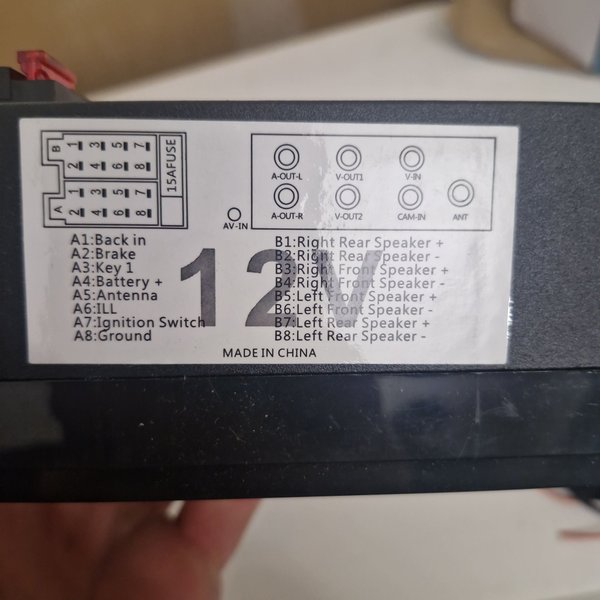 B 1 3 5 7
2 4 6 8
A 1 3 5 7
2 4 6 8
15AFUSE
A-OUT-L V-OUT1 V-IN
A-OUT-R V-OUT2 CAM-IN ANT
AV-IN
A1:Back in
A2:Brake
A3:Key 1
A4:Battery +
A5:Antenna
A6:ILL
A7:Ignition Switch
A8:Ground
B1:Right Rear Speaker +
B2:Right Rear Speaker -
B3:Right Front Speaker +
B4:Right Front Speaker -
B5:Left Front Speaker +
B6:Left Front Speaker -
B7:Left Rear Speaker +
B8:Left Rear Speaker -
12V
MADE IN CHINA